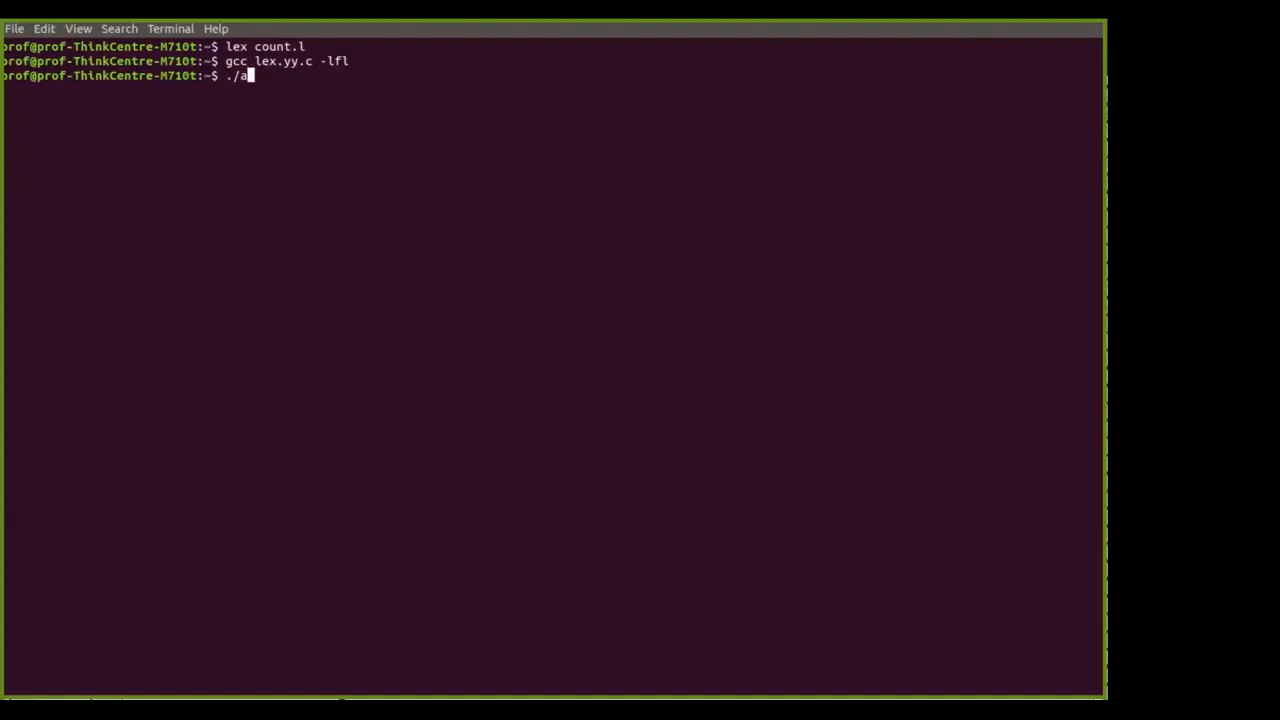 File Edit View Search Terminal Help
prof@prof-ThinkCentre-M710t:~$ lex count.l
prof@prof-ThinkCentre-M710t:~$ gcc lex.yy.c -lfl
prof@prof-ThinkCentre-M710t:~$ ./a